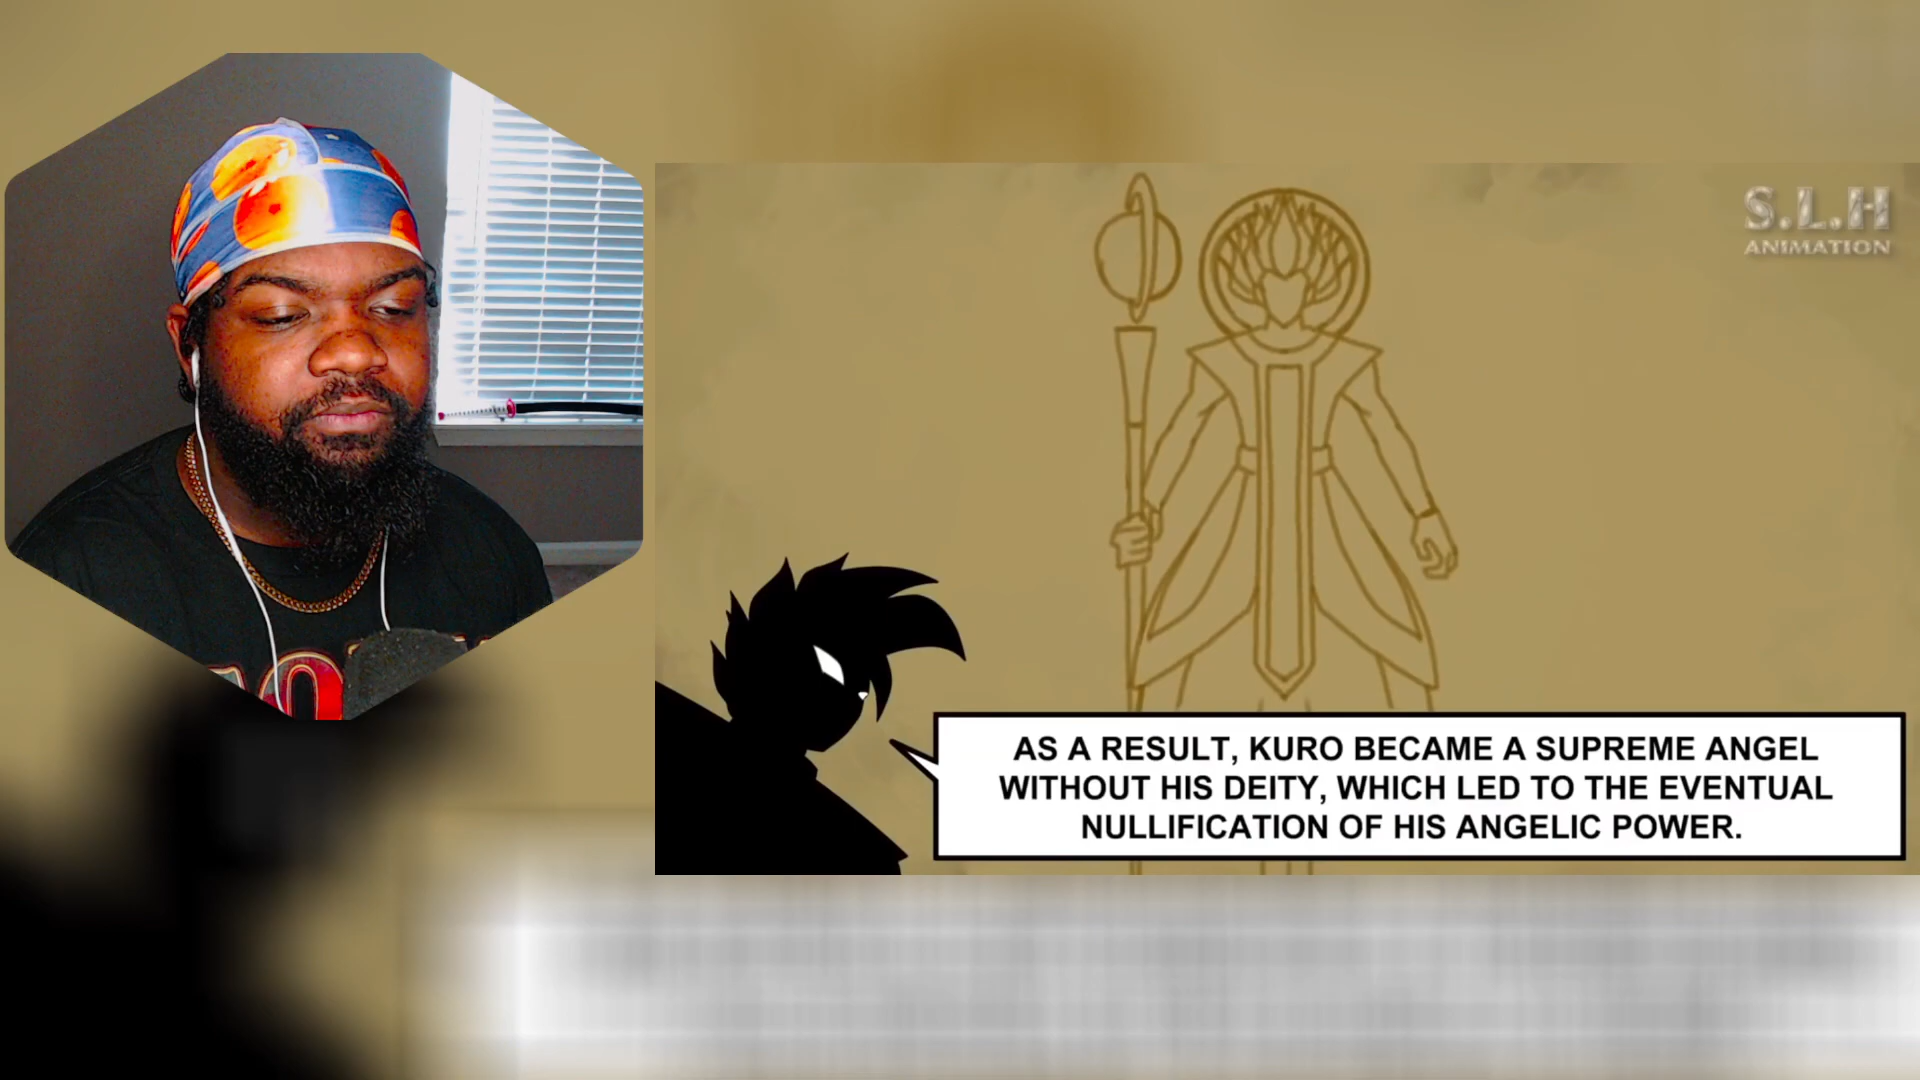 S.L.H
ANIMATION
AS A RESULT, KURO BECAME A SUPREME ANGEL
WITHOUT HIS DEITY, WHICH LED TO THE EVENTUAL
NULLIFICATION OF HIS ANGELIC POWER.